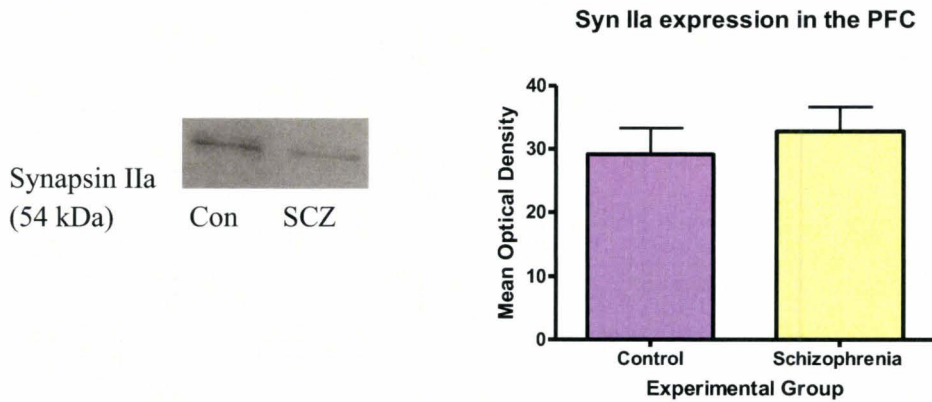 Syn IIa expression in the PFC
Synapsin IIa
(54 kDa)
Con SCZ
Mean Optical Density
40
30
20
10
0
Control Schizophrenia
Experimental Group